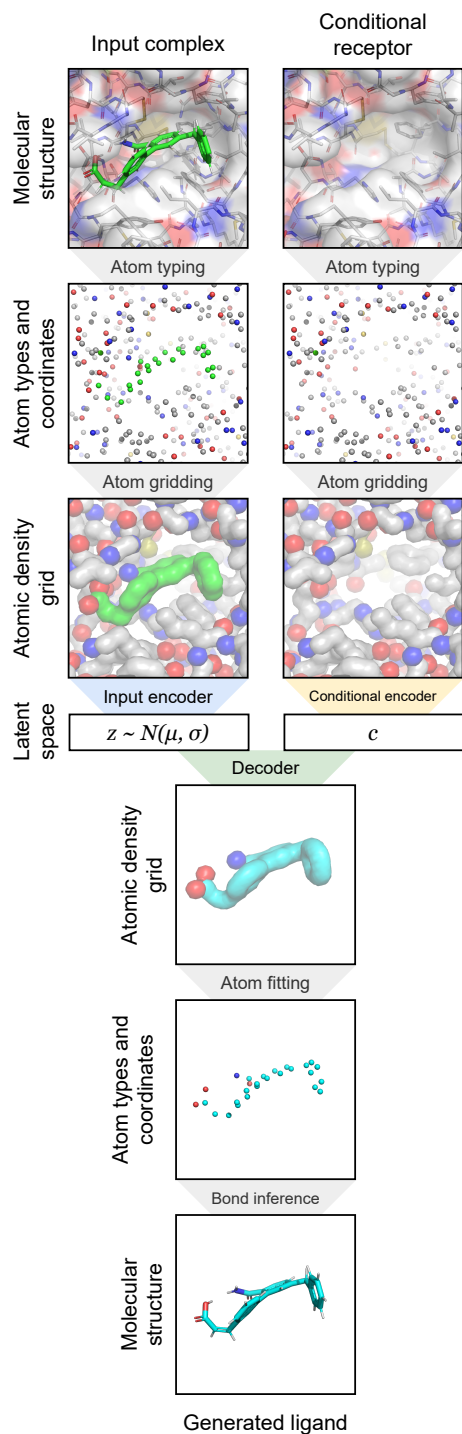 Input complex
Conditional
receptor
Molecular
structure
Atom typing
Atom typing
Atom types and
coordinates
Atom gridding
Atom gridding
Atomic density
grid
Input encoder
Conditional encoder
Latent
space
z ~ N(μ, σ)
c
Decoder
Atomic density
grid
Atom fitting
Atom types and
coordinates
Bond inference
Molecular
structure
Generated ligand